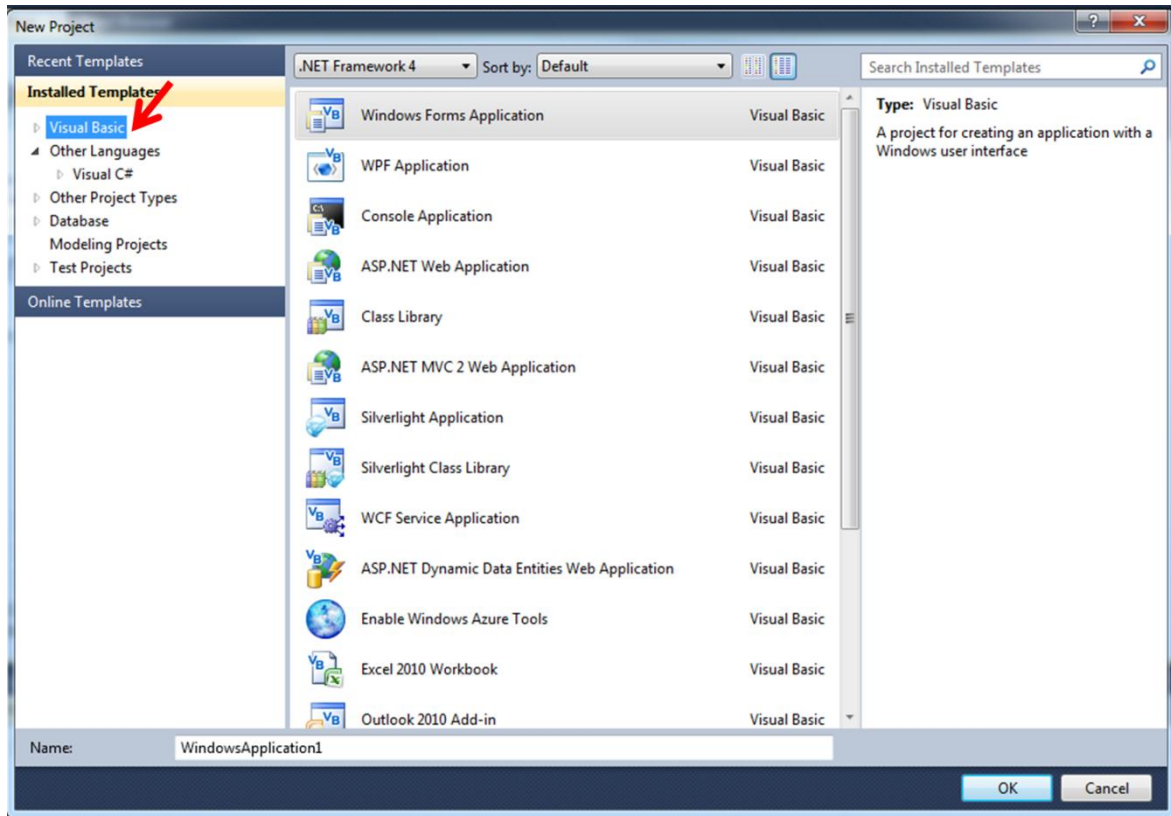 New Project
Recent Templates
Installed Templates
Visual Basic
Other Languages
Visual C#
Other Project Types
Database
Modeling Projects
Test Projects
Online Templates
.NET Framework 4
Sort by: Default
Search Installed Templates
Windows Forms Application Visual Basic
WPF Application Visual Basic
Console Application Visual Basic
ASP.NET Web Application Visual Basic
Class Library Visual Basic
ASP.NET MVC 2 Web Application Visual Basic
Silverlight Application Visual Basic
Silverlight Class Library Visual Basic
WCF Service Application Visual Basic
ASP.NET Dynamic Data Entities Web Application Visual Basic
Enable Windows Azure Tools Visual Basic
Excel 2010 Workbook Visual Basic
Outlook 2010 Add-in Visual Basic
Type: Visual Basic
A project for creating an application with a
Windows user interface
Name: WindowsApplication1
OK Cancel